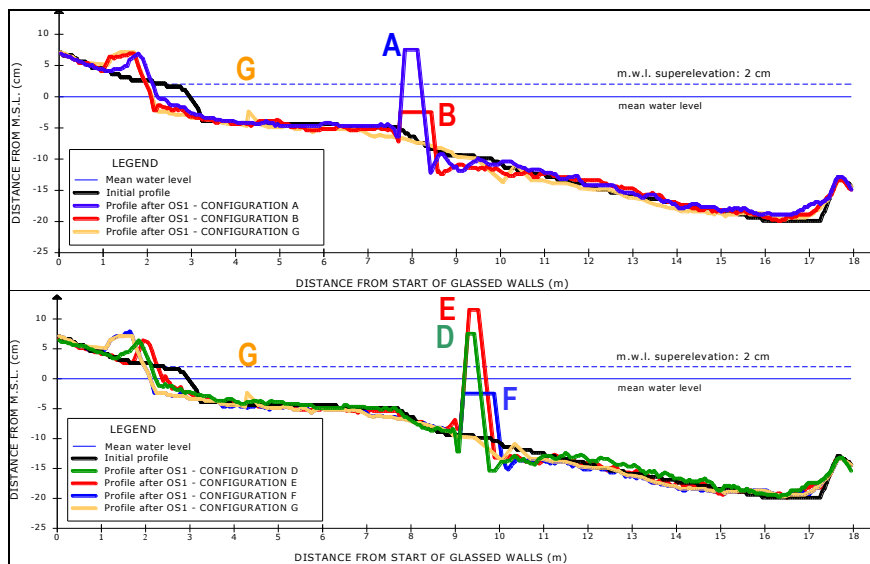 10
5
0
-5
-10
-15
-20
-25
DISTANCE FROM M.S.L. (cm)
A
G
B
m.w.l. superelevation: 2 cm
mean water level
LEGEND
Mean water level
Initial profile
Profile after OS1 - CONFIGURATION A
Profile after OS1 - CONFIGURATION B
Profile after OS1 - CONFIGURATION G
0 1 2 3 4 5 6 7 8 9 10 11 12 13 14 15 16 17 18
DISTANCE FROM START OF GLASSED WALLS (m)
10
5
0
-5
-10
-15
-20
-25
DISTANCE FROM M.S.L. (cm)
E
D
G
F
m.w.l. superelevation: 2 cm
mean water level
LEGEND
Mean water level
Initial profile
Profile after OS1 - CONFIGURATION D
Profile after OS1 - CONFIGURATION E
Profile after OS1 - CONFIGURATION F
Profile after OS1 - CONFIGURATION G
0 1 2 3 4 5 6 7 8 9 10 11 12 13 14 15 16 17 18
DISTANCE FROM START OF GLASSED WALLS (m)